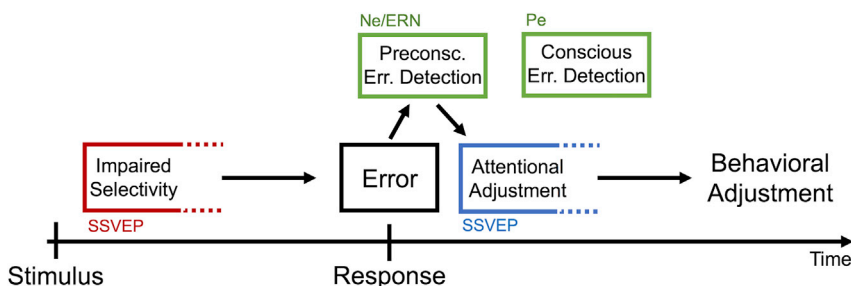 Ne/ERN
Preconsc.
Err. Detection
Pe
Conscious
Err. Detection
Impaired
Selectivity
SSVEP
Error
Attentional
Adjustment
SSVEP
Behavioral
Adjustment
Time
Stimulus
Response